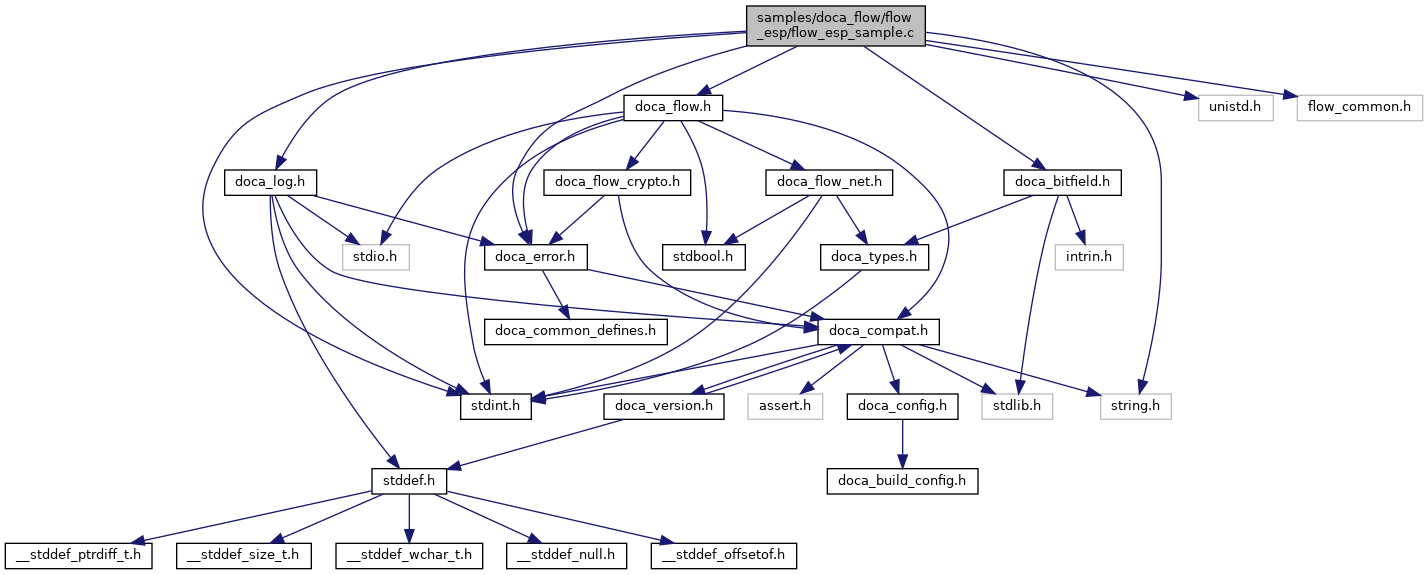 samples/doca_flow/flow
_esp/flow_esp_sample.c
doca_flow.h
unistd.h
flow_common.h
doca_log.h
doca_flow_crypto.h
doca_flow_net.h
doca_bitfield.h
stdio.h
doca_error.h
stdbool.h
doca_types.h
intrin.h
doca_common_defines.h
doca_compat.h
stdint.h
doca_version.h
assert.h
doca_config.h
stdlib.h
string.h
stddef.h
doca_build_config.h
__stddef_ptrdiff_t.h
__stddef_size_t.h
__stddef_wchar_t.h
__stddef_null.h
__stddef_offsetof.h